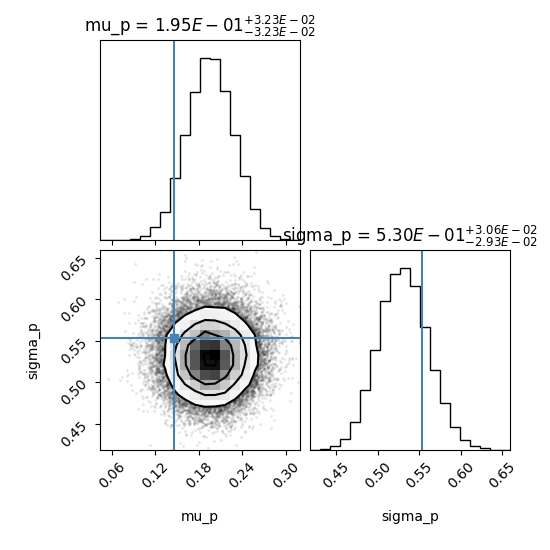 mu_p = 1.95E − 01 +3.23E − 02 −3.23E − 02
sigma_p = 5.30E − 01 +3.06E − 02 −2.93E − 02
0.65
0.60
0.55
0.50
0.45
sigma_p
0.06 0.12 0.18 0.24 0.30
mu_p
0.45 0.50 0.55 0.60 0.65
sigma_p